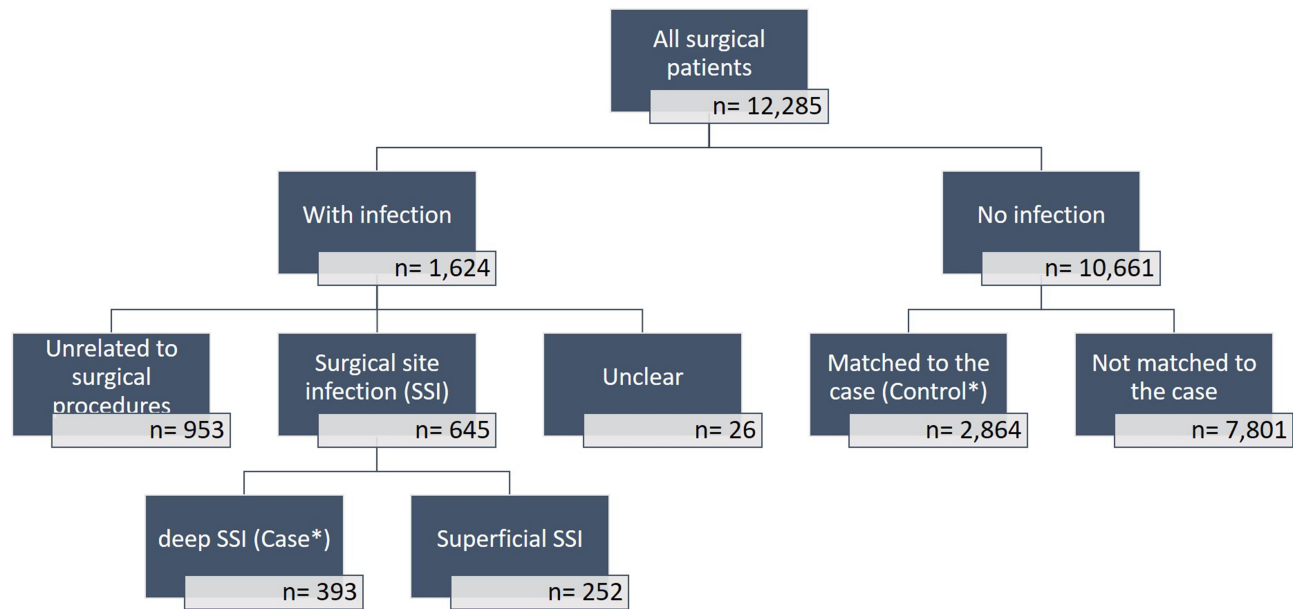 All surgical
patients
n= 12,285
With infection
n= 1,624
No infection
n= 10,661
Unrelated to
surgical
procedures
n= 953
Surgical site
infection (SSI)
n= 645
Unclear
n= 26
Matched to the
case (Control*)
n= 2,864
Not matched to
the case
n= 7,801
deep SSI (Case*)
n= 393
Superficial SSI
n= 252